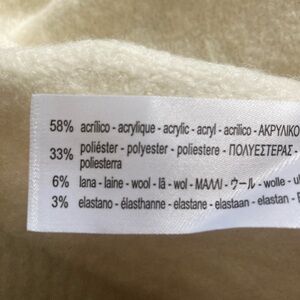 58% acrílico - acrylique - acrylic - acryl - acrilico - ΑΚΡΥΛΙΚΟ
33% poliéster - polyester - poliestere - ΠΟΛΥΕΣΤΕΡΑΣ -
poliesterra
6% lana - laine - wool - lã - wol - ΜΑΛΛΙ - ウール - wolle -
3% elastano - élasthanne - elastane - elastaan - elastan -